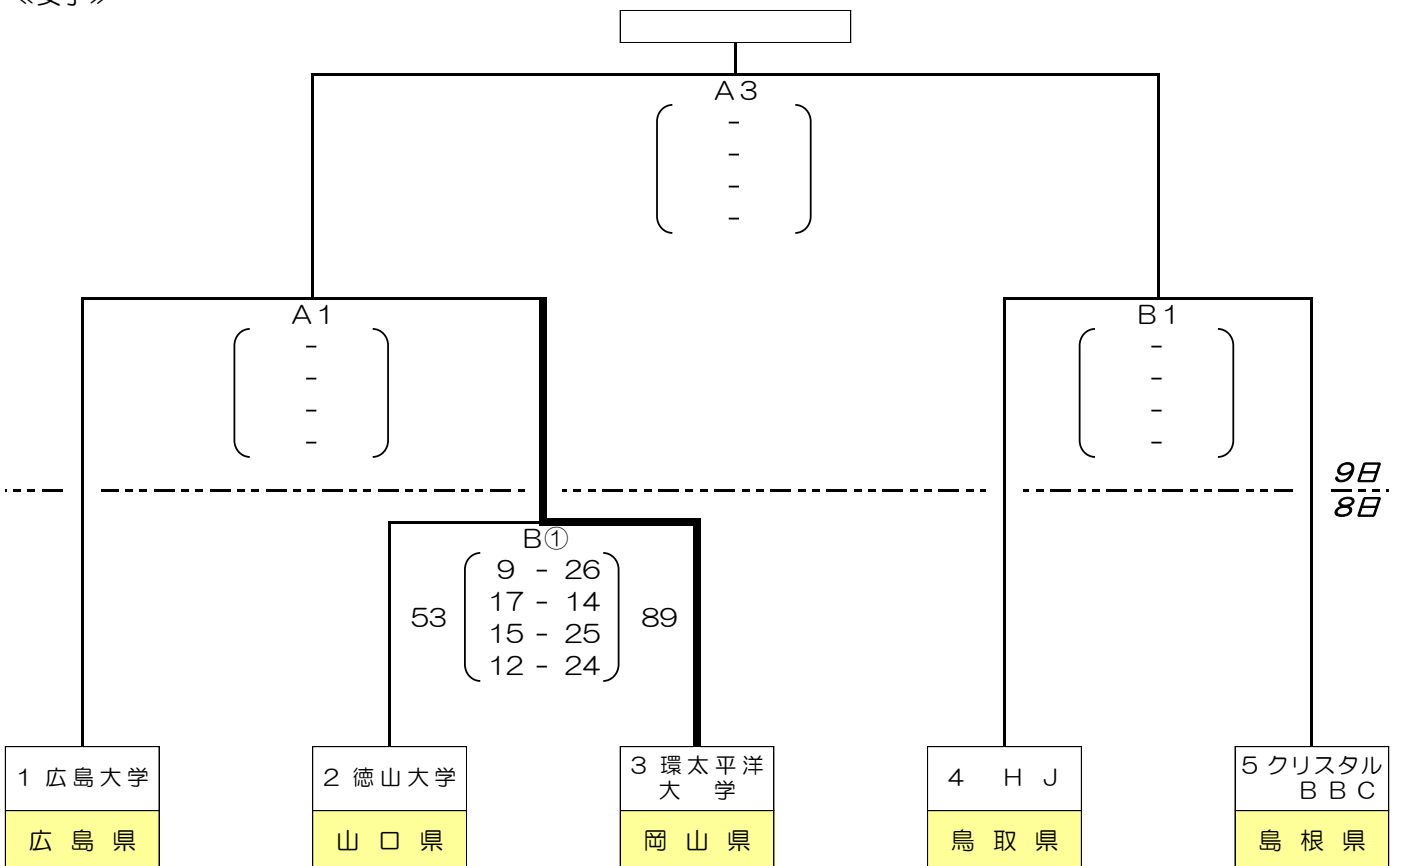 ≪女子≫
A3
-
-
-
-
A1
-
-
-
-
B1
-
-
-
-
9日
8日
B①
53
9 - 26
17 - 14
15 - 25
12 - 24
89
1 広島大学
広島県
2 徳山大学
山口県
3 環太平洋
大 学
岡山県
4 H J
鳥取県
5 クリスタル
B B C
島根県